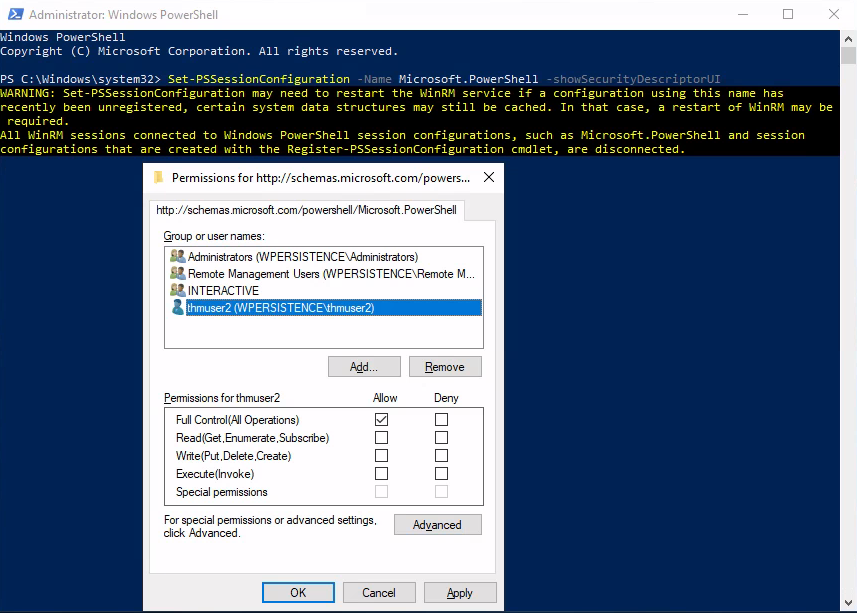 Administrator: Windows PowerShell
Windows PowerShell
Copyright (C) Microsoft Corporation. All rights reserved.
PS C:\Windows\system32> Set-PSSessionConfiguration -Name Microsoft.PowerShell -showSecurityDescriptorUI
WARNING: Set-PSSessionConfiguration may need to restart the WinRM service if a configuration using this name has
recently been unregistered, certain system data structures may still be cached. In that case, a restart of WinRM may be
required.
All WinRM sessions connected to Windows PowerShell session configurations, such as Microsoft.PowerShell and session
configurations that are created with the Register-PSSessionConfiguration cmdlet, are disconnected.
Permissions for http://schemas.microsoft.com/powers...
http://schemas.microsoft.com/powershell/Microsoft.PowerShell
Group or user names:
Administrators (WPERSISTENCE\Administrators)
Remote Management Users (WPERSISTENCE\Remote M...
INTERACTIVE
thmuser2 (WPERSISTENCE\thmuser2)
Add... Remove
Permissions for thmuser2 Allow Deny
Full Control(All Operations)
Read(Get,Enumerate,Subscribe)
Write(Put,Delete,Create)
Execute(Invoke)
Special permissions
For special permissions or advanced settings,
click Advanced.
Advanced
OK Cancel Apply